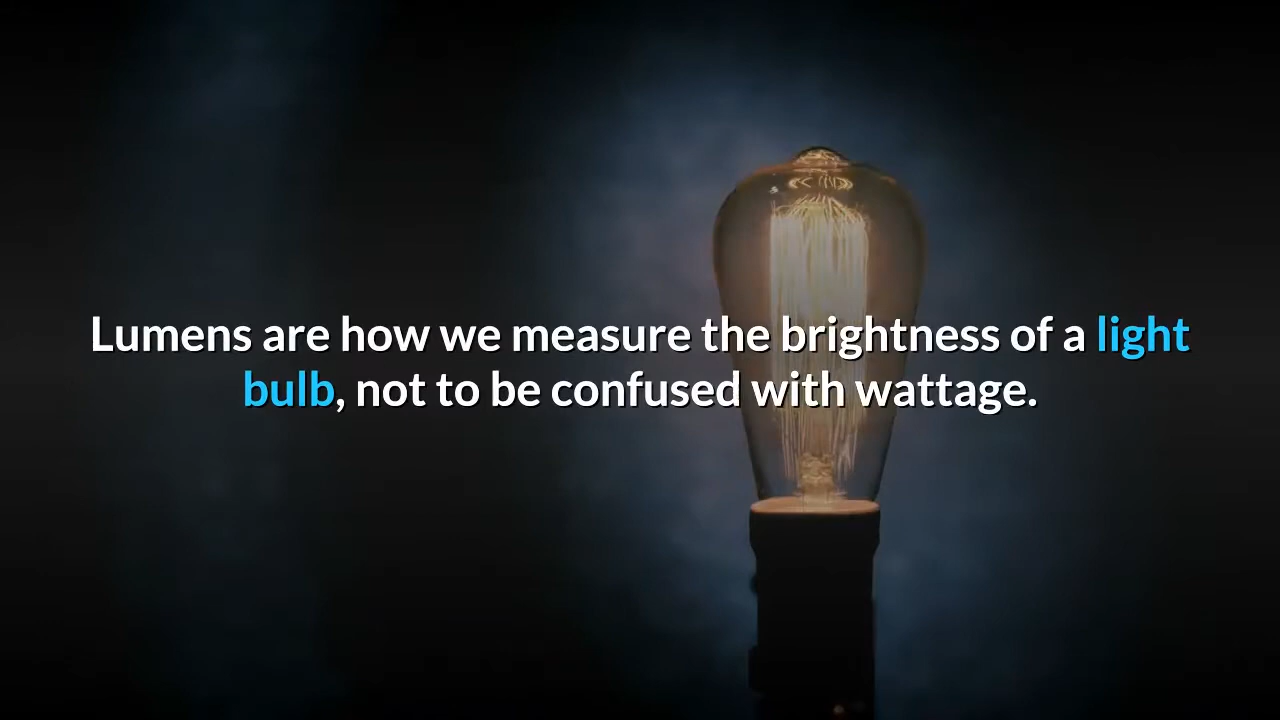 Lumens are how we measure the brightness of a light
bulb, not to be confused with wattage.